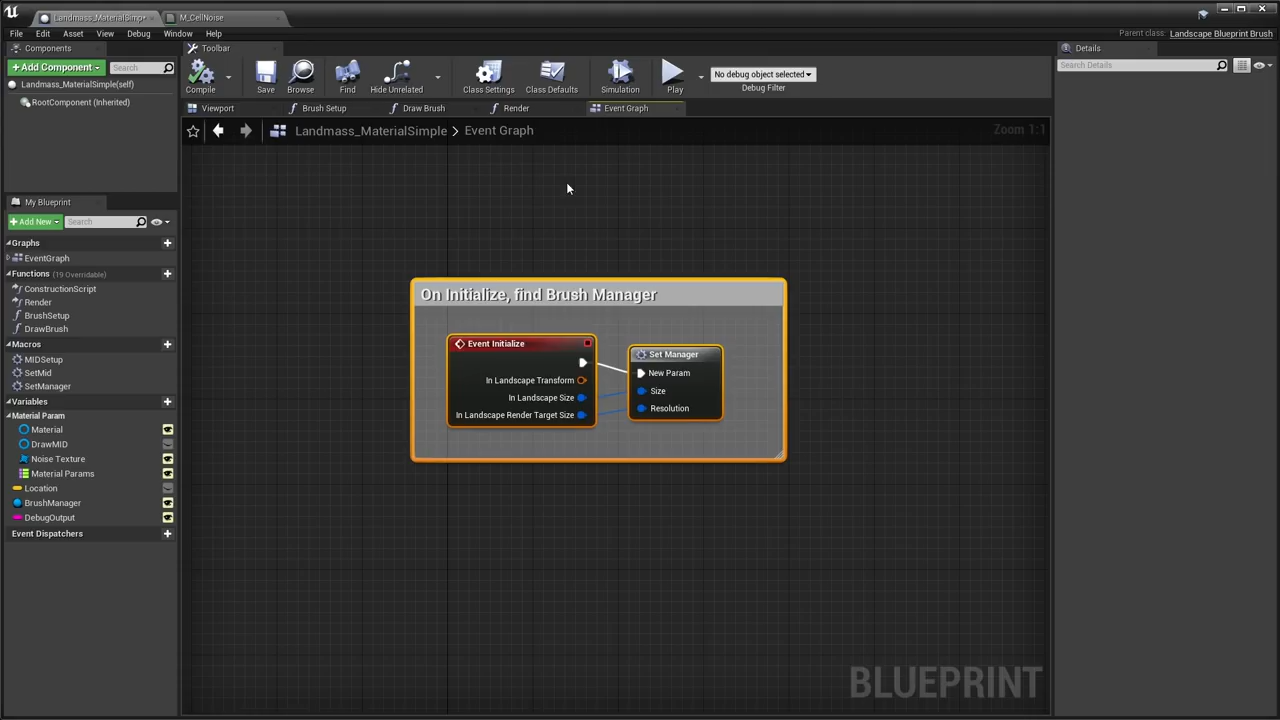 Landmass_MaterialSimp*
M_CellNoise
File Edit Asset View Debug Window Help
Parent class: Landscape Blueprint Brush
Components
Toolbar
Details
+Add Component
Search
Search Details
Landmass_MaterialSimple(self)
RootComponent (Inherited)
Compile
Save
Browse
Find
Hide Unrelated
Class Settings
Class Defaults
Simulation
Play
No debug object selected
Debug Filter
Viewport
Brush Setup
Draw Brush
Render
Event Graph
Landmass_MaterialSimple > Event Graph
Zoom 1:1
My Blueprint
+Add New
Search
Graphs
EventGraph
Functions (19 Overridable)
ConstructionScript
Render
BrushSetup
DrawBrush
Macros
MIDSetup
SetMid
SetManager
Variables
Material Param
Material
DrawMID
Noise Texture
Material Params
Location
BrushManager
DebugOutput
Event Dispatchers
On Initialize, find Brush Manager
Event Initialize
In Landscape Transform
In Landscape Size
In Landscape Render Target Size
Set Manager
New Param
Size
Resolution
BLUEPRINT